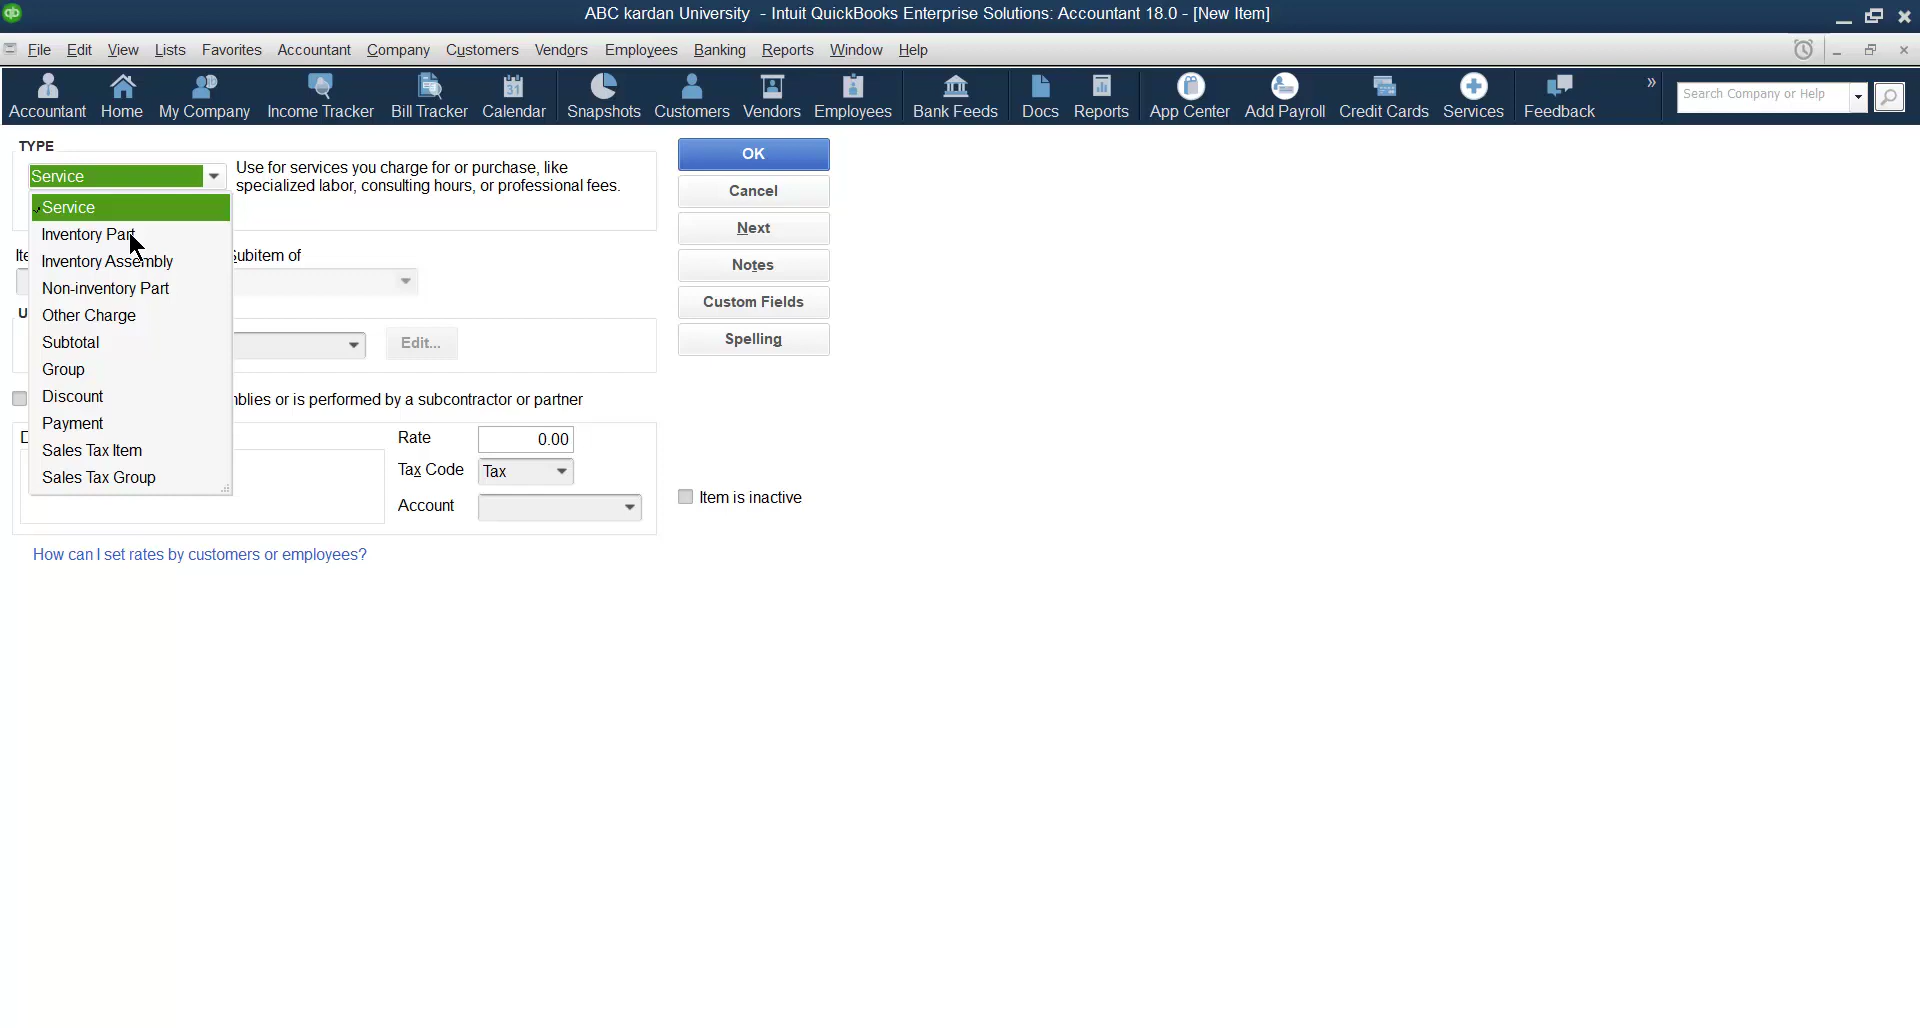 ABC kardan University - Intuit QuickBooks Enterprise Solutions: Accountant 18.0 - [New Item]
File Edit View Lists Favorites Accountant Company Customers Vendors Employees Banking Reports Window Help
Accountant Home My Company Income Tracker Bill Tracker Calendar Snapshots Customers Vendors Employees Bank Feeds Docs Reports App Center Add Payroll Credit Cards Services Feedback
31
»
Search Company or Help
TYPE
Service
Use for services you charge for or purchase, like
specialized labor, consulting hours, or professional fees.
Service
Inventory Part
Inventory Assembly
Non-inventory Part
Other Charge
Subtotal
Group
Discount
Payment
Sales Tax Item
Sales Tax Group
Subitem of
Edit...
or is performed by a subcontractor or partner
Rate 0.00
Tax Code Tax
Account
How can I set rates by customers or employees?
OK
Cancel
Next
Notes
Custom Fields
Spelling
Item is inactive